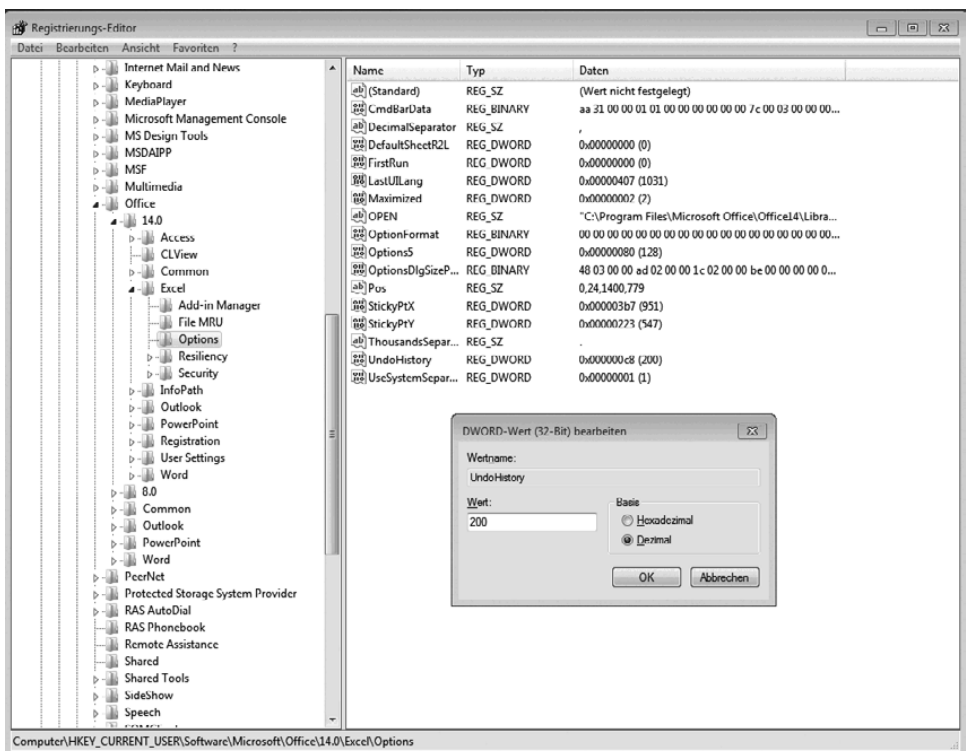 Registrierungs-Editor
Datei Bearbeiten Ansicht Favoriten ?
Internet Mail and News
Keyboard
MediaPlayer
Microsoft Management Console
MS Design Tools
MSDAIPP
MSF
Multimedia
Office
14.0
Access
CLView
Common
Excel
Add-in Manager
File MRU
Options
Resiliency
Security
InfoPath
Outlook
PowerPoint
Registration
User Settings
Word
8.0
Common
Outlook
PowerPoint
Word
PeerNet
Protected Storage System Provider
RAS AutoDial
RAS Phonebook
Remote Assistance
Shared
Shared Tools
SideShow
Speech
Name Typ Daten
(Standard) REG_SZ (Wert nicht festgelegt)
CmdBarData REG_BINARY aa 31 00 00 01 01 00 00 00 00 00 00 7c 00 03 00 00 00...
DecimalSeparator REG_SZ ,
DefaultSheetR2L REG_DWORD 0x00000000 (0)
FirstRun REG_DWORD 0x00000000 (0)
LastUILang REG_DWORD 0x00000407 (1031)
Maximized REG_DWORD 0x00000002 (2)
OPEN REG_SZ "C:\Program Files\Microsoft Office\Office14\Libra...
OptionFormat REG_BINARY 00 00 00 00 00 00 00 00 00 00 00 00 00 00 00 00 00 00...
Options5 REG_DWORD 0x00000080 (128)
OptionsDlgSizeP... REG_BINARY 48 03 00 00 ad 02 00 00 1c 02 00 00 be 00 00 00 00 0...
Pos REG_SZ 0,24,1400,779
StickyPtX REG_DWORD 0x000003b7 (951)
StickyPtY REG_DWORD 0x00000223 (547)
ThousandsSepar... REG_SZ .
UndoHistory REG_DWORD 0x000000c8 (200)
UseSystemSepar... REG_DWORD 0x00000001 (1)
DWORD-Wert (32-Bit) bearbeiten
Wertname:
UndoHistory
Wert:
200
Basis
Hexadezimal
Dezimal
OK Abbrechen
Computer\HKEY_CURRENT_USER\Software\Microsoft\Office\14.0\Excel\Options